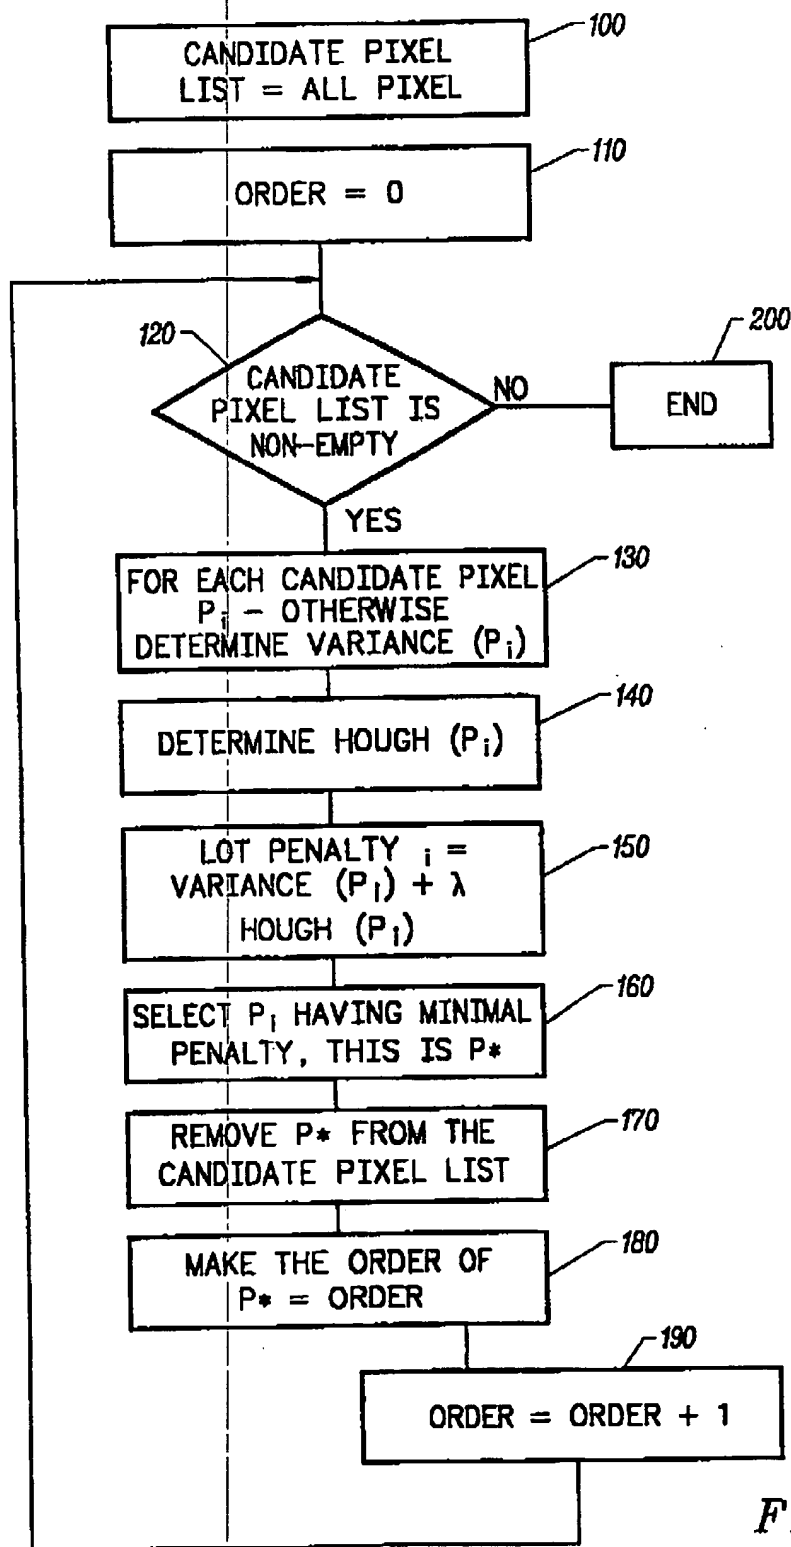 100
CANDIDATE PIXEL
LIST = ALL PIXEL
110
ORDER = 0
120
CANDIDATE
PIXEL LIST IS
NON-EMPTY
NO
200
END
YES
130
FOR EACH CANDIDATE PIXEL
Pi - OTHERWISE
DETERMINE VARIANCE (Pi)
140
DETERMINE HOUGH (Pi)
150
LOT PENALTY i =
VARIANCE (Pi) + λ
HOUGH (Pi)
160
SELECT Pi HAVING MINIMAL
PENALTY, THIS IS P*
170
REMOVE P* FROM THE
CANDIDATE PIXEL LIST
180
MAKE THE ORDER OF
P* = ORDER
190
ORDER = ORDER + 1